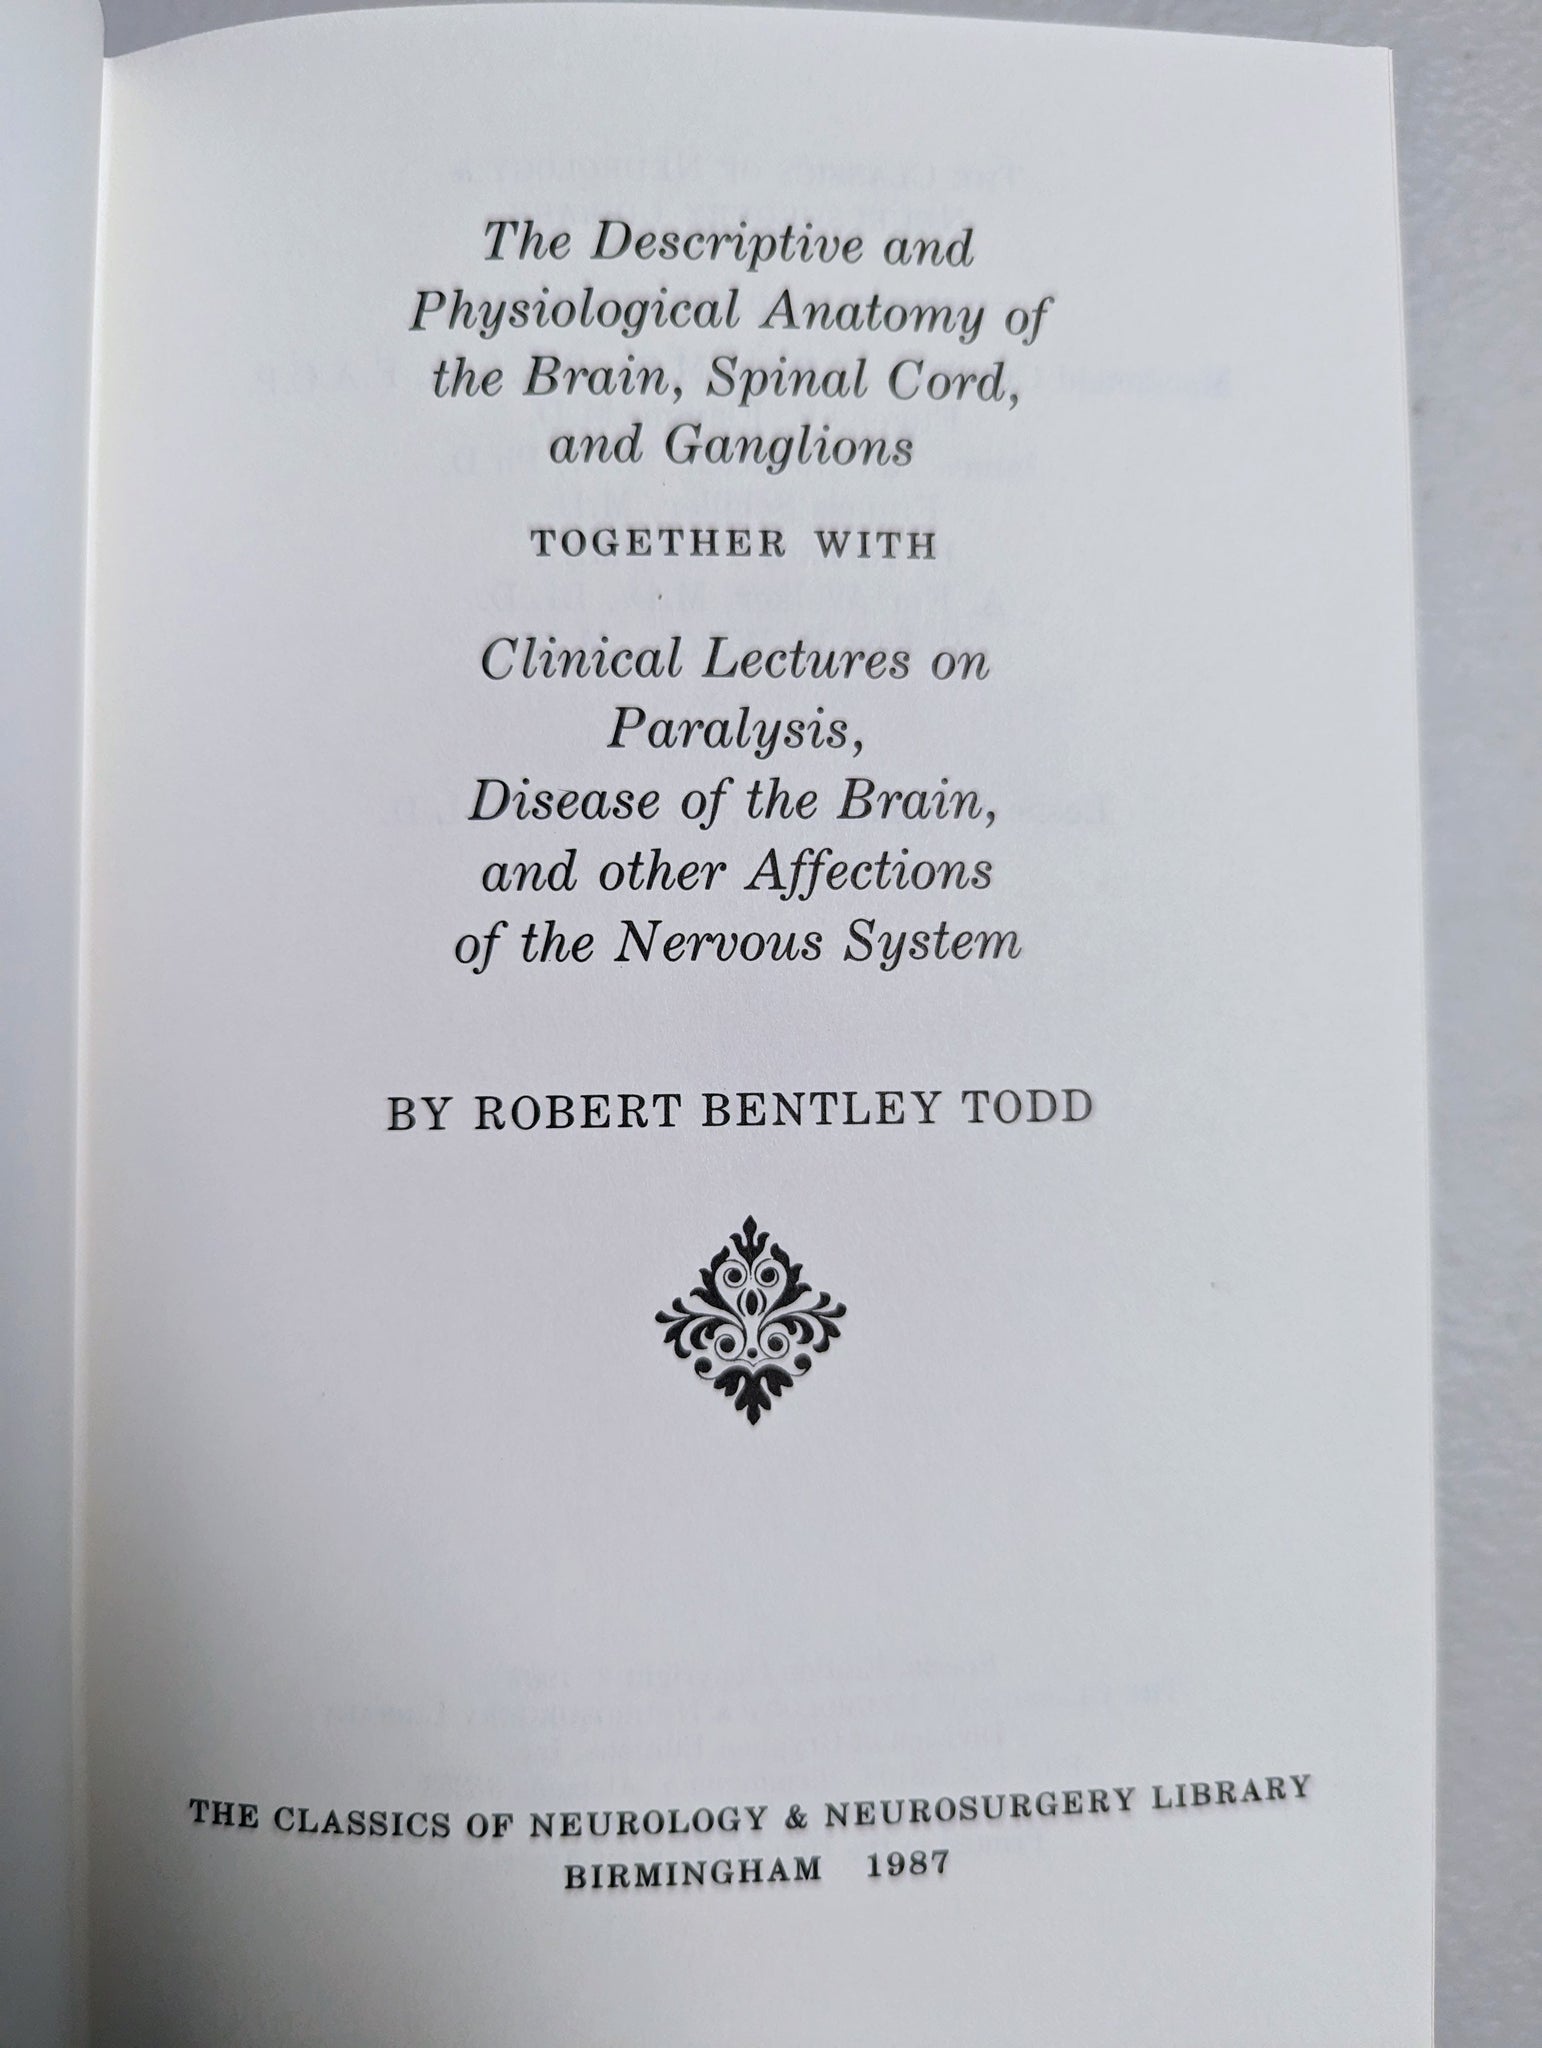 The Descriptive and
Physiological Anatomy of
the Brain, Spinal Cord,
and Ganglions
TOGETHER WITH
Clinical Lectures on
Paralysis,
Disease of the Brain,
and other Affections
of the Nervous System
BY ROBERT BENTLEY TODD
THE CLASSICS OF NEUROLOGY & NEUROSURGERY LIBRARY
BIRMINGHAM 1987